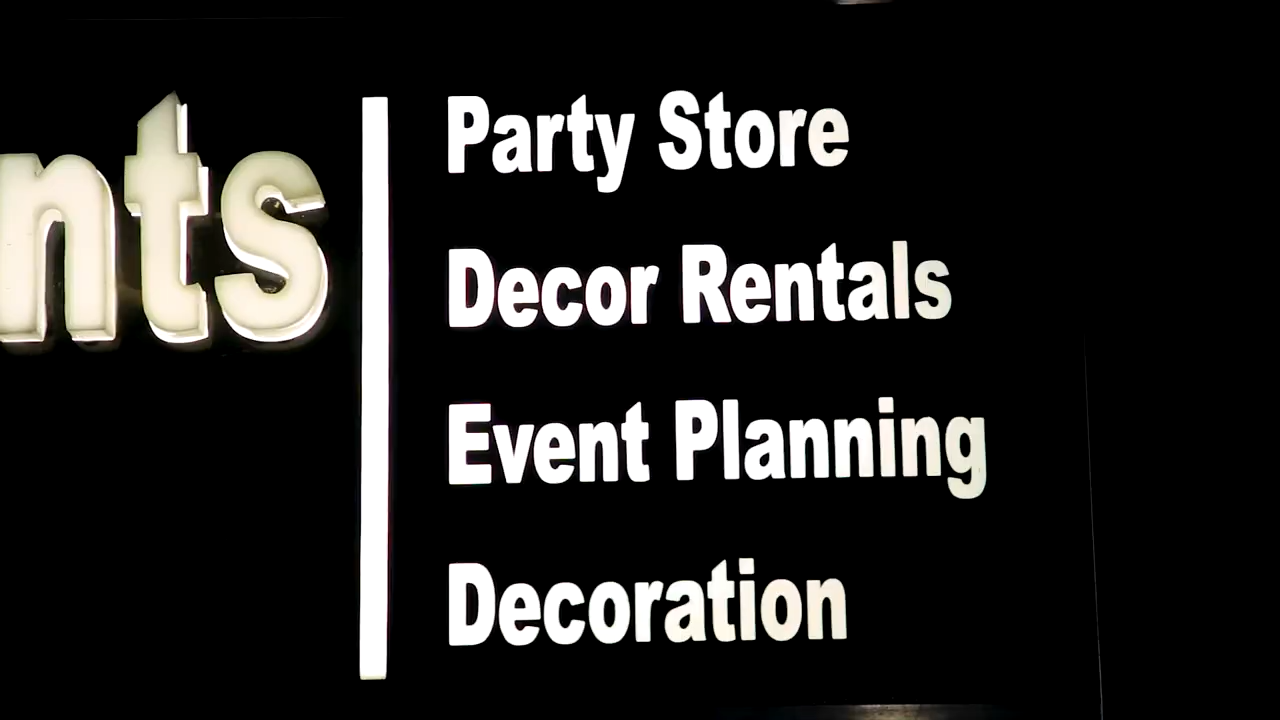 nts
Party Store
Decor Rentals
Event Planning
Decoration